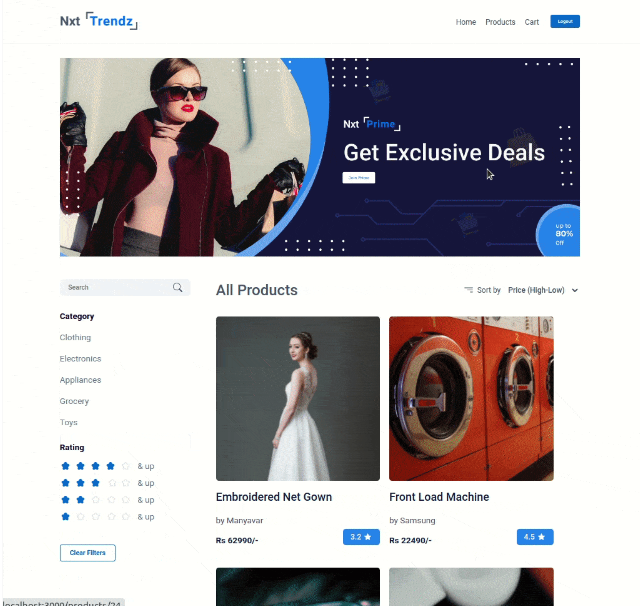 Nxt Trendz
Home Products Cart Logout
Nxt Prime
Get Exclusive Deals
Join Prime
up to
80%
Off
Search
All Products
Sort by Price (High-Low)
Category
Clothing
Electronics
Appliances
Grocery
Toys
Rating
& up
& up
& up
& up
Clear Filters
Embroidered Net Gown
by Manyavar
Rs 62990/-
3.2
Front Load Machine
by Samsung
Rs 22490/-
4.5
localhost:3000/products/24